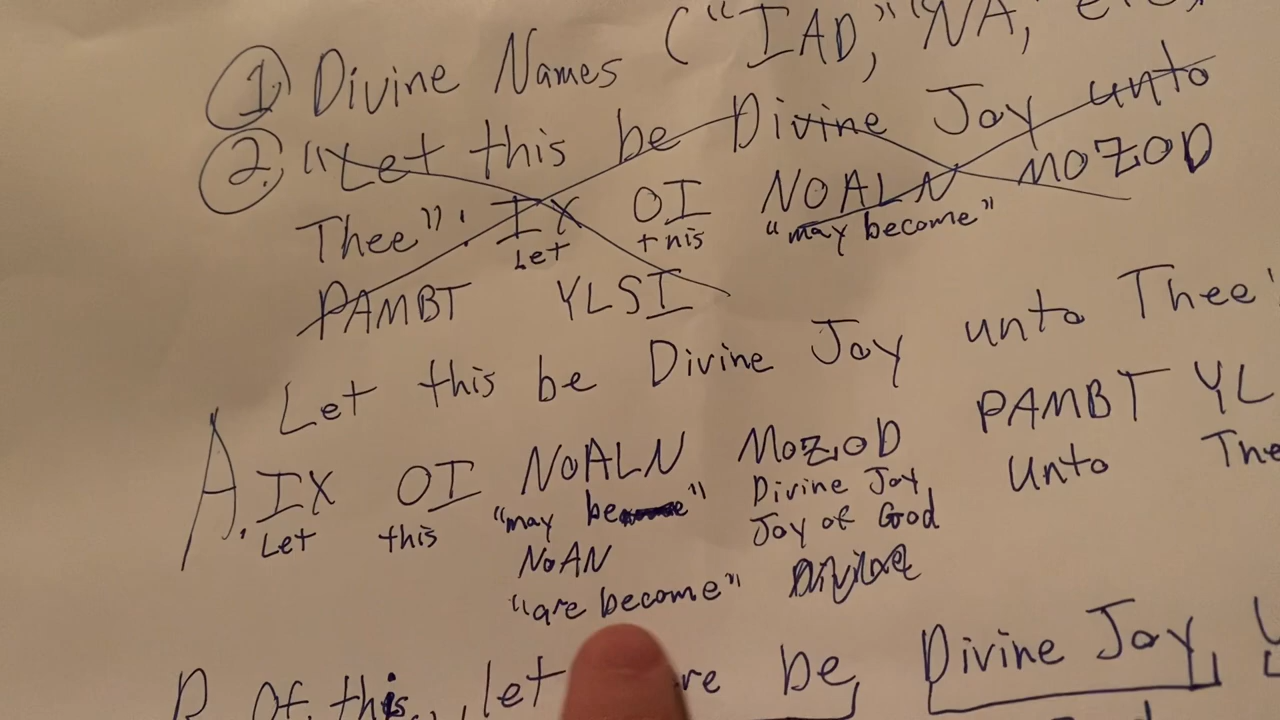 1. Divine Names ("IAD," "NA, etc.
2. "Let this be Divine Joy unto
Thee": IX OI NOALN MOZOD
Let this "may become"
PAMBT YLSI
Let this be Divine Joy unto Thee"
A. IX OI NOALN MOZOD PAMBT YL
Let this "may be" Divine Joy, Unto The
Joy of God
NOAN
"are become"
B. Of this, let be Divine Joy,